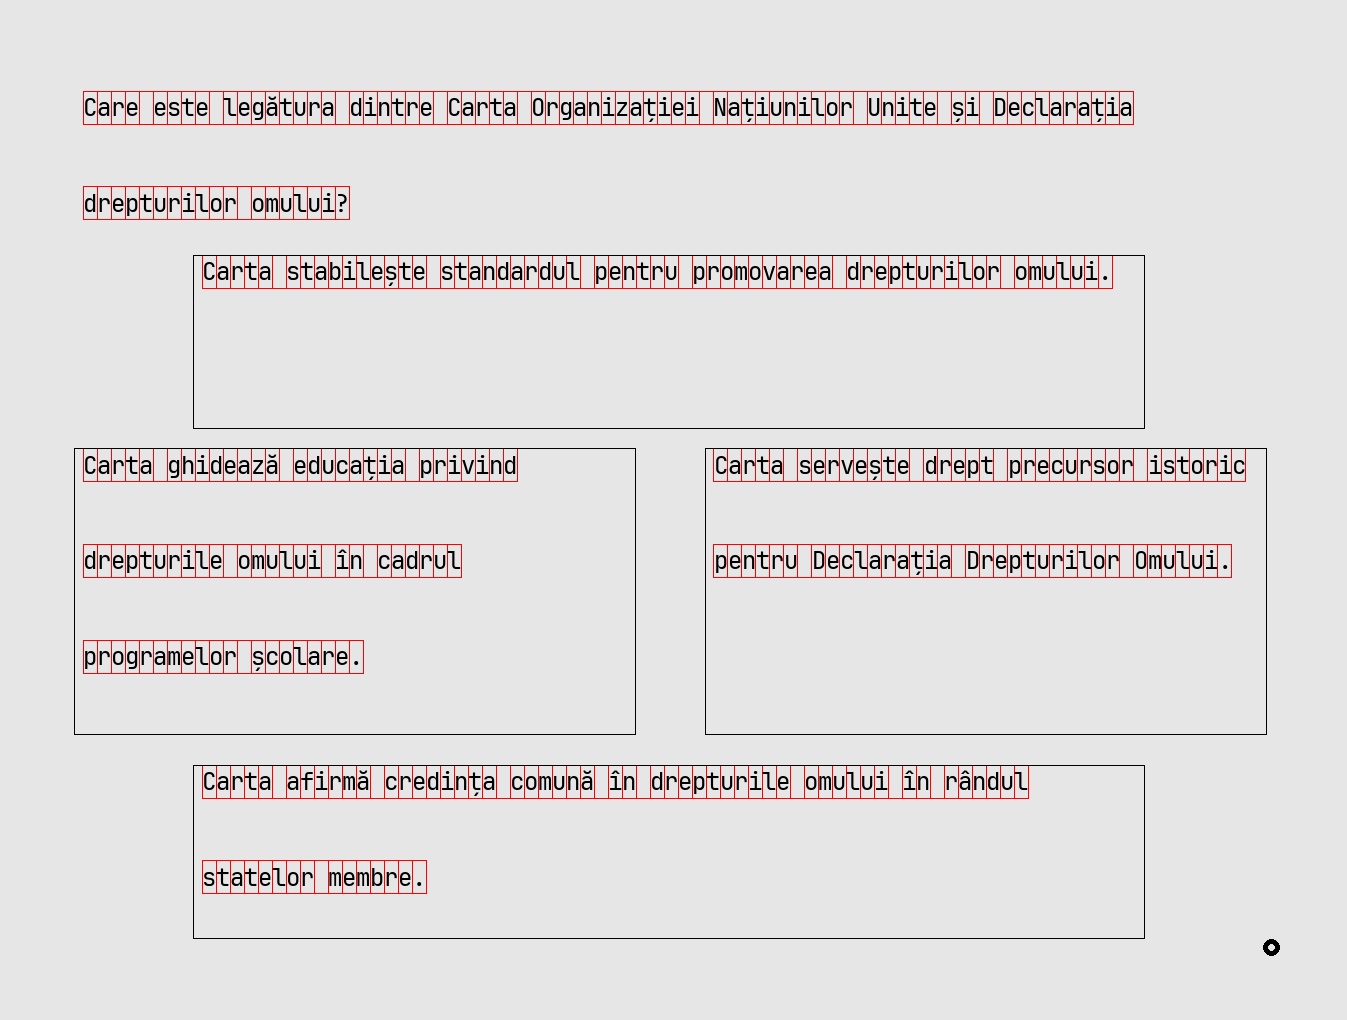 Care este legătura dintre Carta Organizației Națiunilor Unite și Declarația
drepturilor omului?
Carta stabilește standardul pentru promovarea drepturilor omului.
Carta ghidează educația privind
drepturile omului în cadrul
programelor școlare.
Carta servește drept precursor istoric
pentru Declarația Drepturilor Omului.
Carta afirmă credința comună în drepturile omului în rândul
statelor membre.